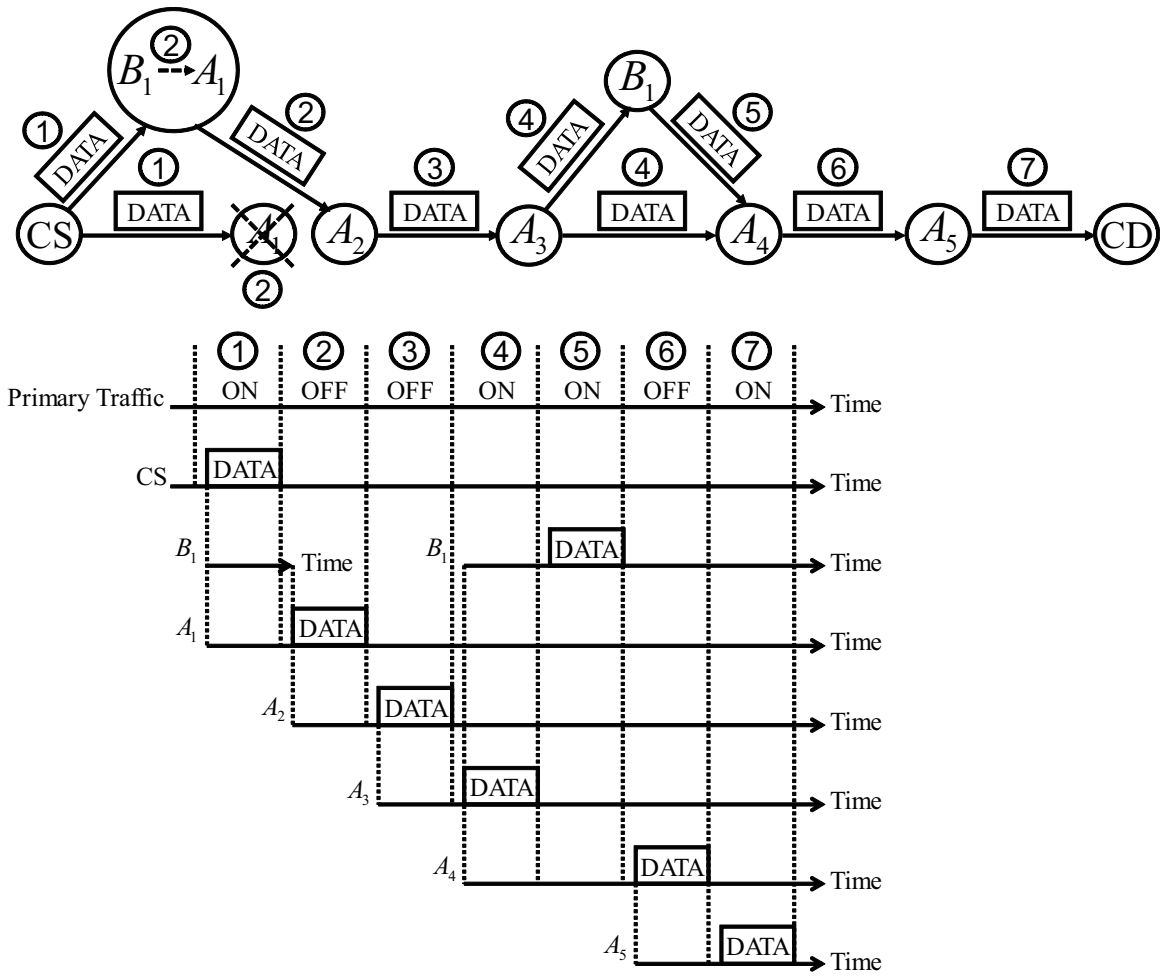 ②
B₁ A₁
B₁
① DATA
② DATA
④ DATA
⑤ DATA
① DATA
③ DATA
④ DATA
⑥ DATA
⑦ DATA
CS
A₁
A₂
A₃
A₄
A₅
CD
②
① ② ③ ④ ⑤ ⑥ ⑦
Primary Traffic ON OFF OFF ON ON OFF ON Time
CS DATA Time
B₁ Time B₁ DATA Time
A₁ DATA Time
A₂ DATA Time
A₃ DATA Time
A₄ DATA Time
A₅ DATA Time